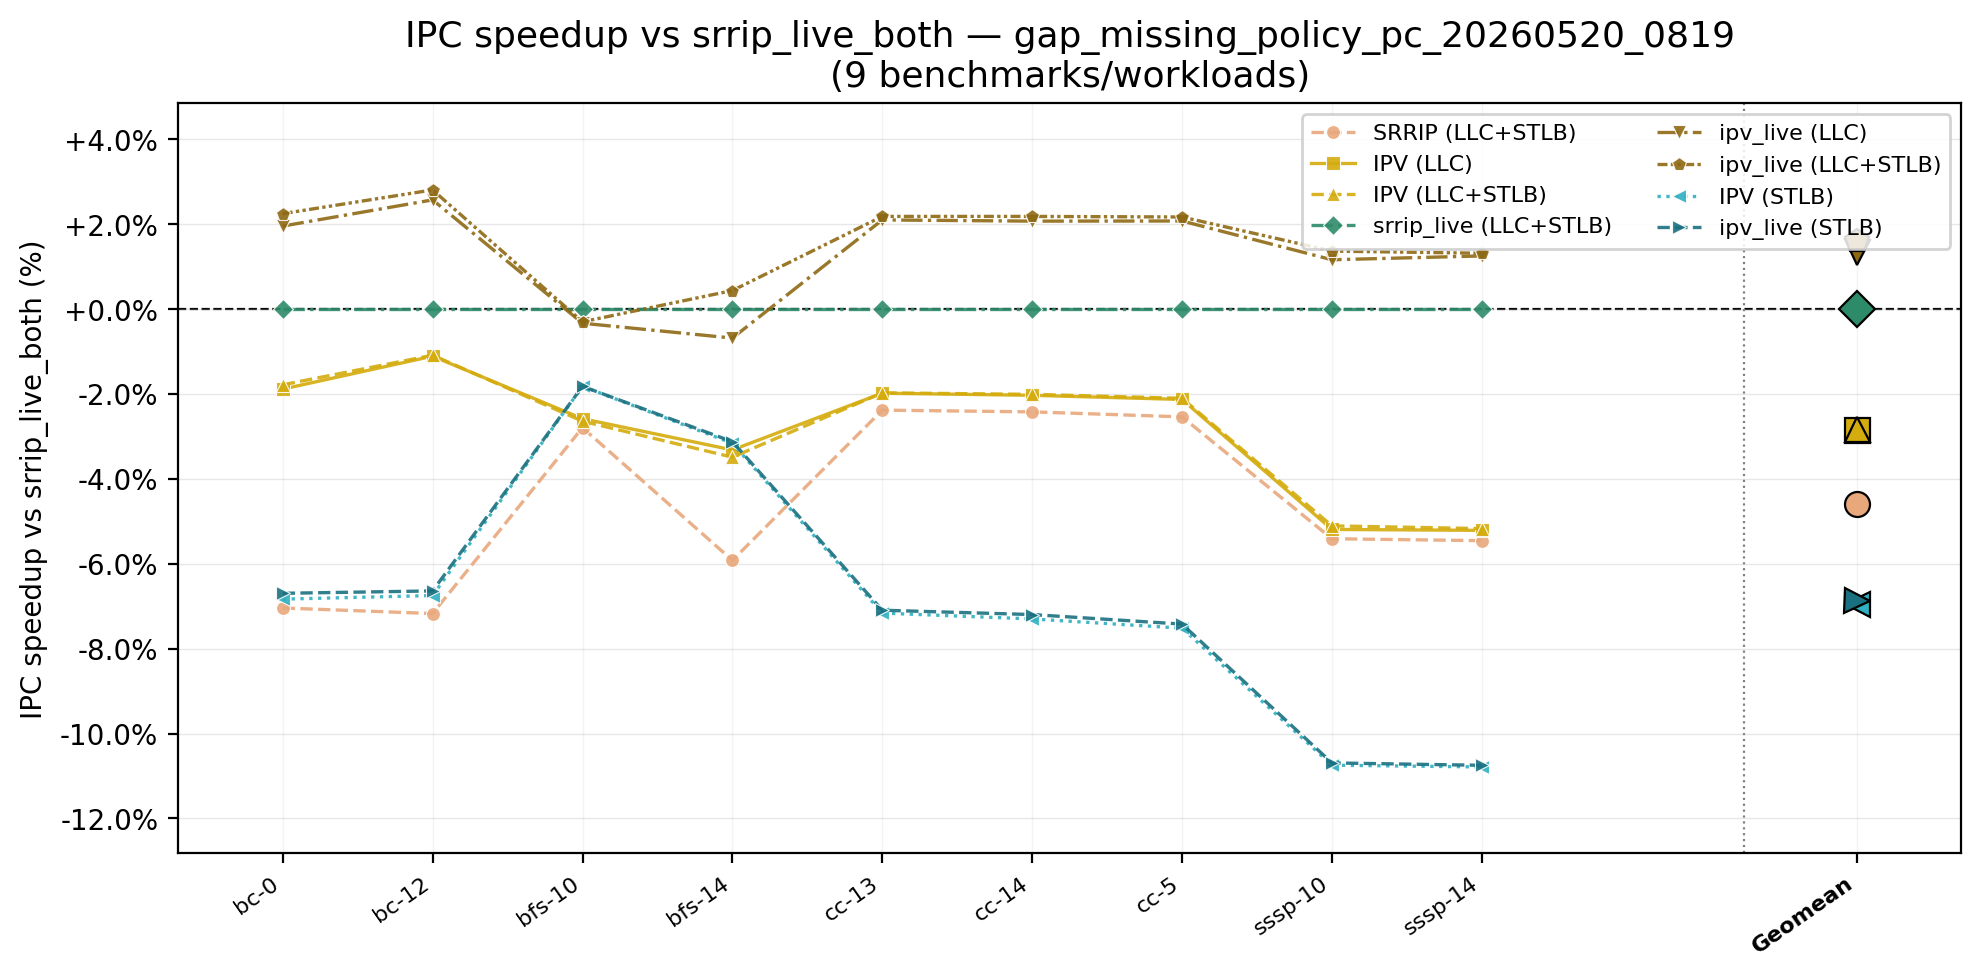 IPC speedup vs srrip_live_both — gap_missing_policy_pc_20260520_0819
(9 benchmarks/workloads)
IPC speedup vs srrip_live_both (%)
+4.0%
+2.0%
+0.0%
-2.0%
-4.0%
-6.0%
-8.0%
-10.0%
-12.0%
SRRIP (LLC+STLB)
IPV (LLC)
IPV (LLC+STLB)
srrip_live (LLC+STLB)
ipv_live (LLC)
ipv_live (LLC+STLB)
IPV (STLB)
ipv_live (STLB)
bc-0
bc-12
bfs-10
bfs-14
cc-13
cc-14
cc-5
sssp-10
sssp-14
Geomean